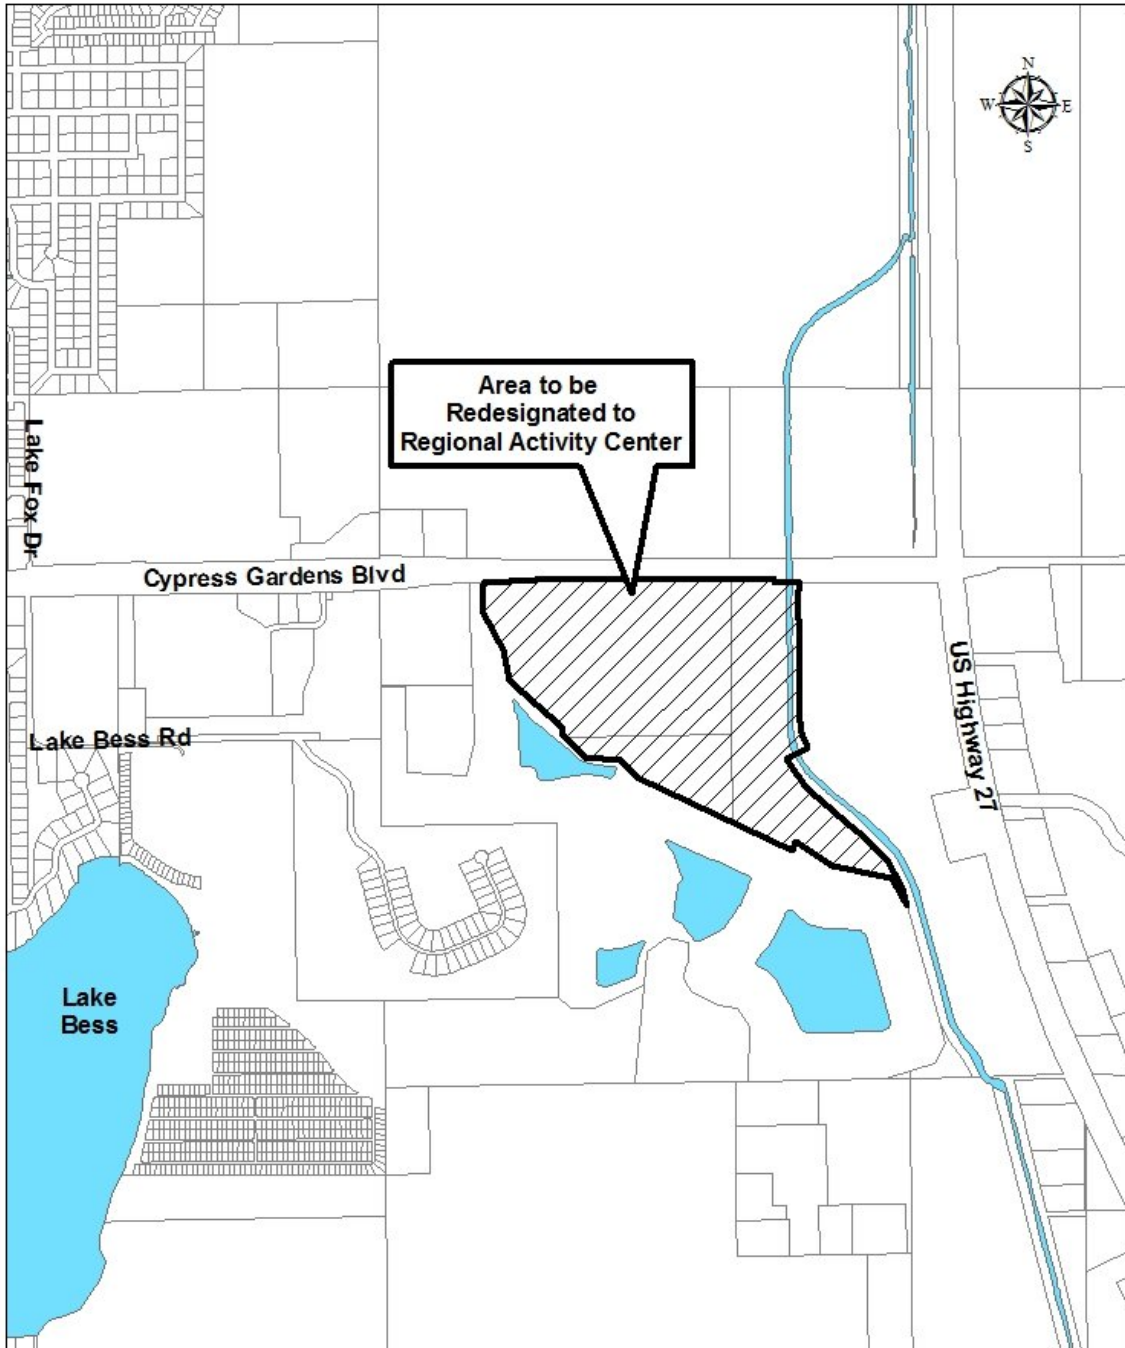 N
W
E
S
Area to be
Redesignated to
Regional Activity Center
Lake Fox Dr
Cypress Gardens Blvd
US Highway 27
Lake Bess Rd
Lake
Bess